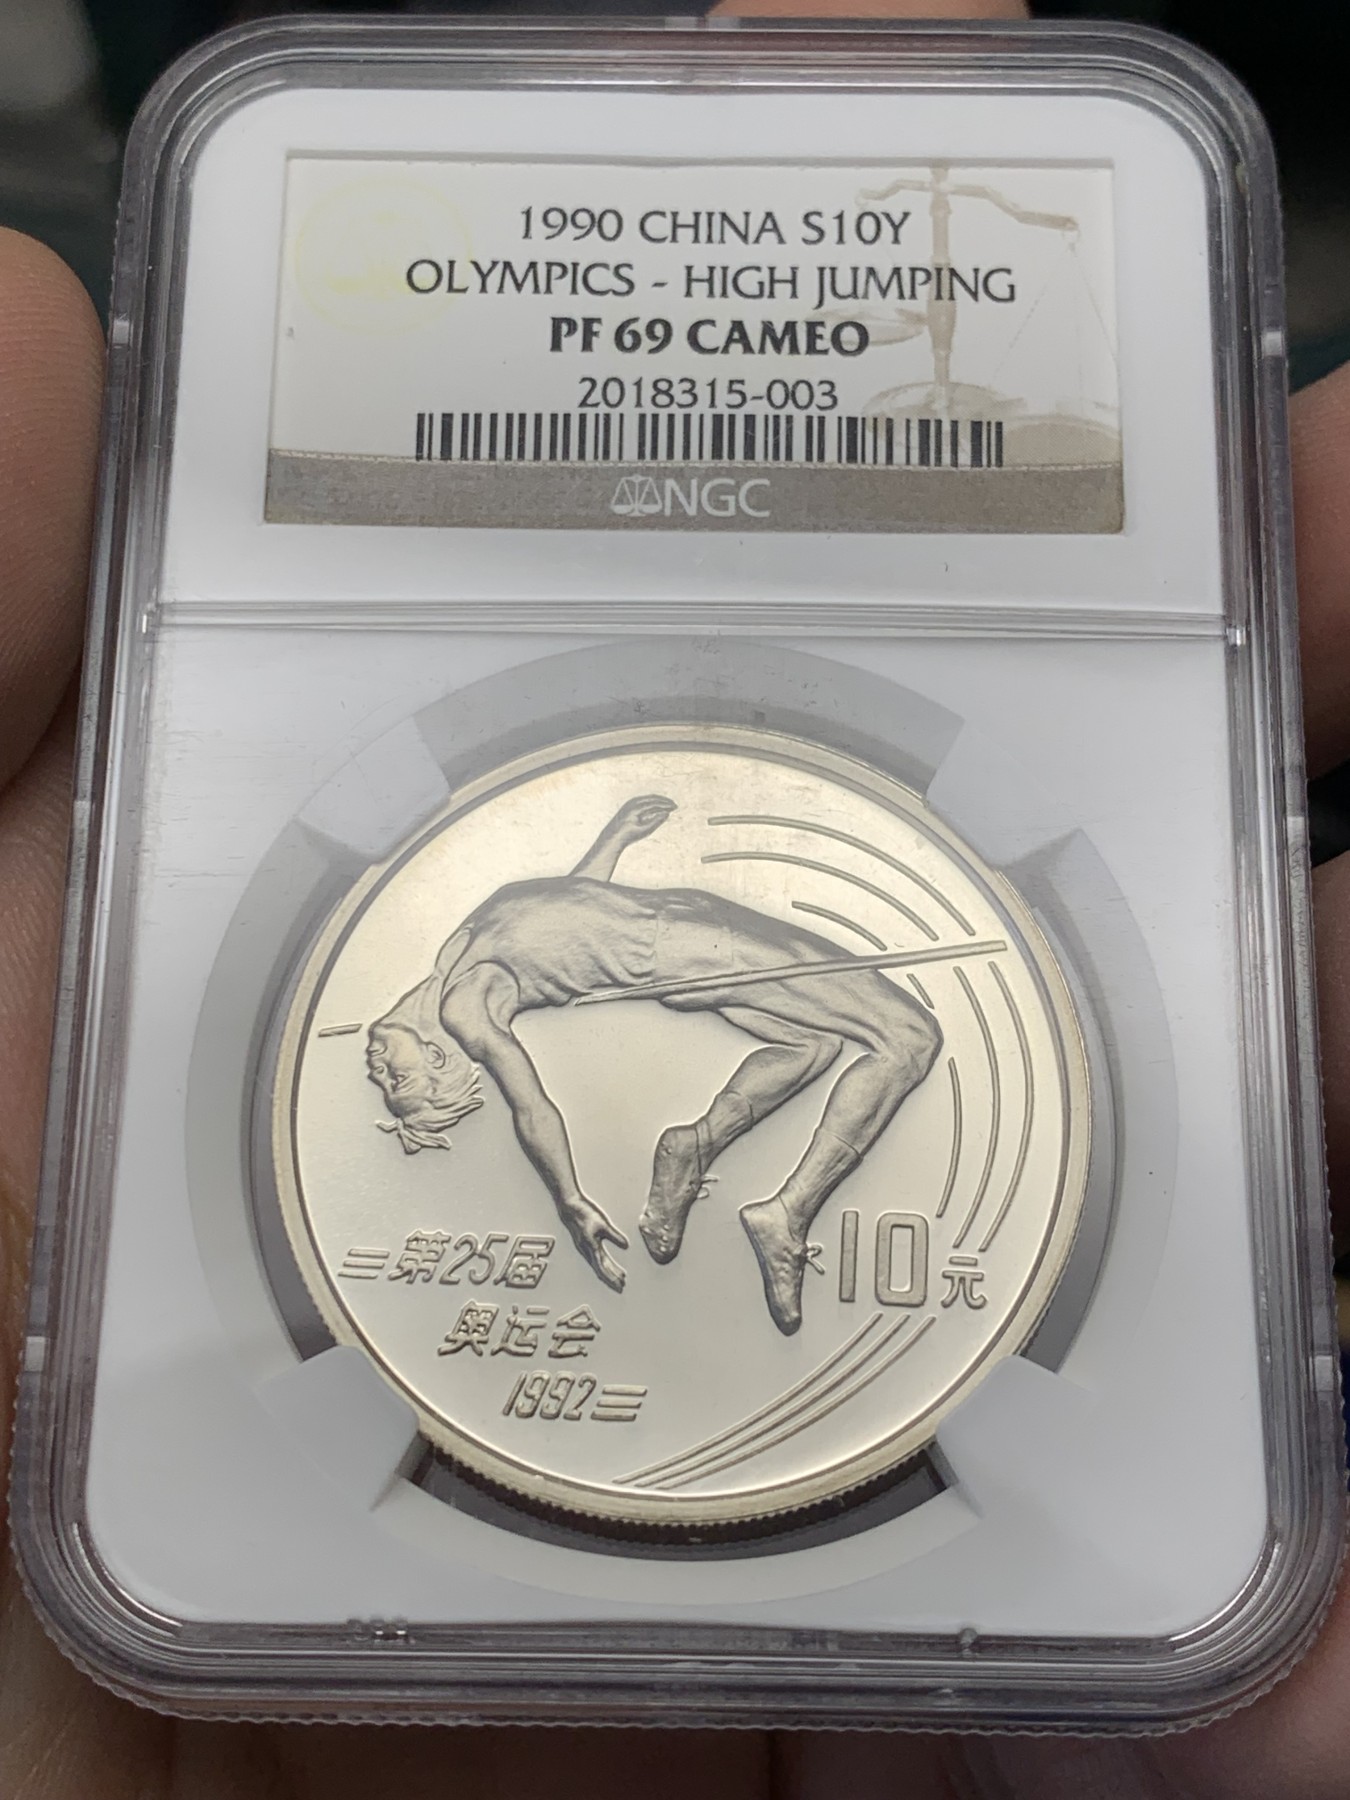 1990 CHINA S10Y
OLYMPICS - HIGH JUMPING
PF 69 CAMEO
2018315-003
NGC
第25届
奥运会
1992
10元